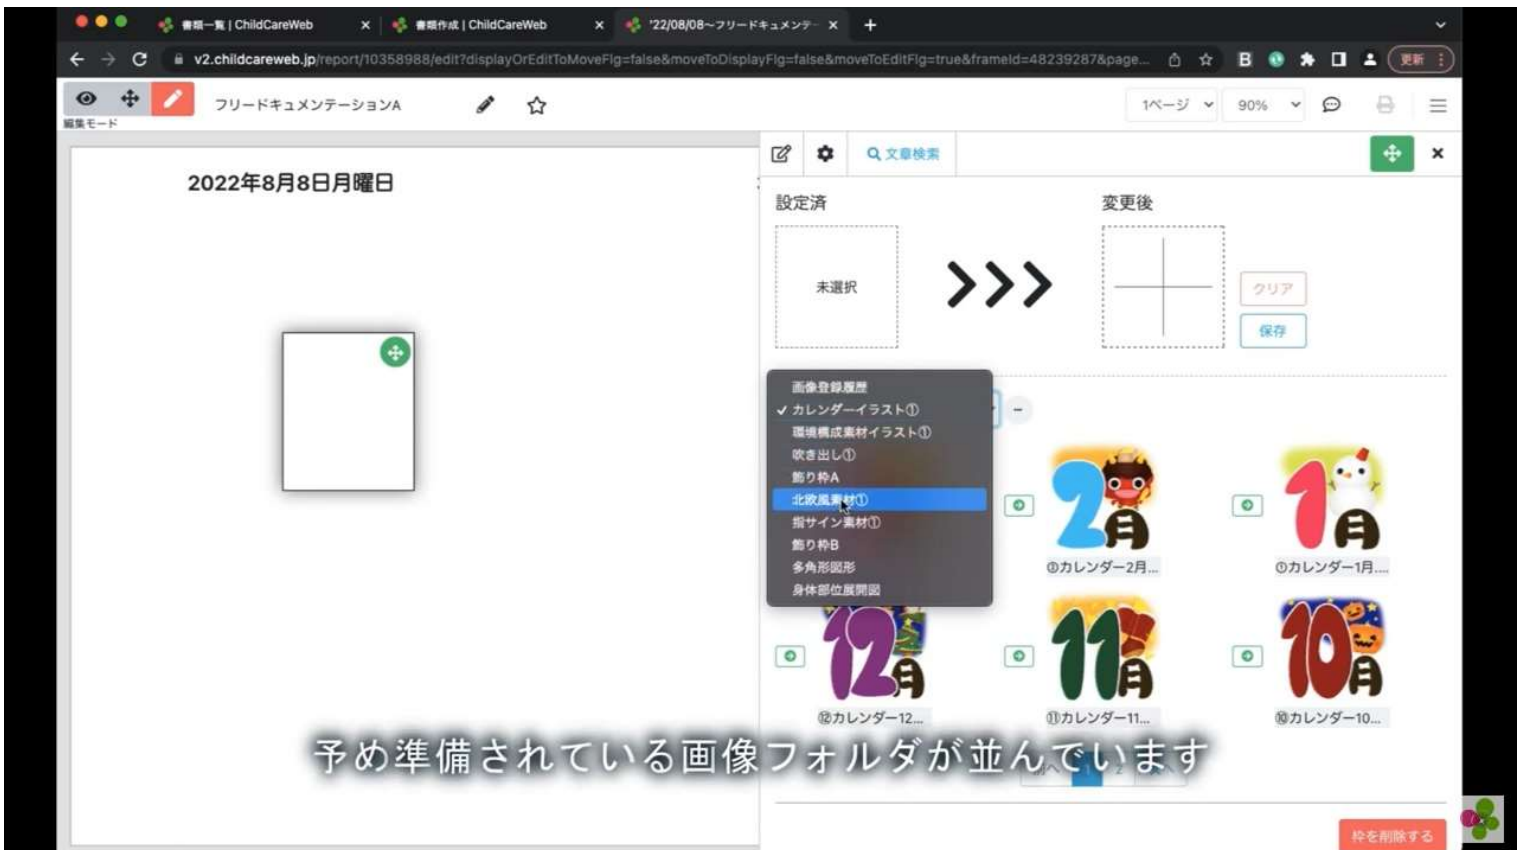 書類一覧 | ChildCareWeb
書類作成 | ChildCareWeb
'22/08/08〜フリードキュメンテー
v2.childcareweb.jp/report/10358988/edit?displayOrEditToMoveFlg=false&moveToDisplayFlg=false&moveToEditFlg=true&frameId=48239287&page...
更新
編集モード
フリードキュメンテーションA
1ページ
90%
2022年8月8日月曜日
文章検索
設定済
変更後
未選択
クリア
保存
画像登録履歴
✓ カレンダーイラスト①
環境構成素材イラスト①
吹き出し①
飾り枠A
北欧風素材①
指サイン素材①
飾り枠B
多角形図形
身体部位展開図
2月
1月
②カレンダー2月...
①カレンダー1月....
12月
11月
10月
⑫カレンダー12...
⑪カレンダー11...
⑩カレンダー10...
予め準備されている画像フォルダが並んでいます
1
2
枠を削除する